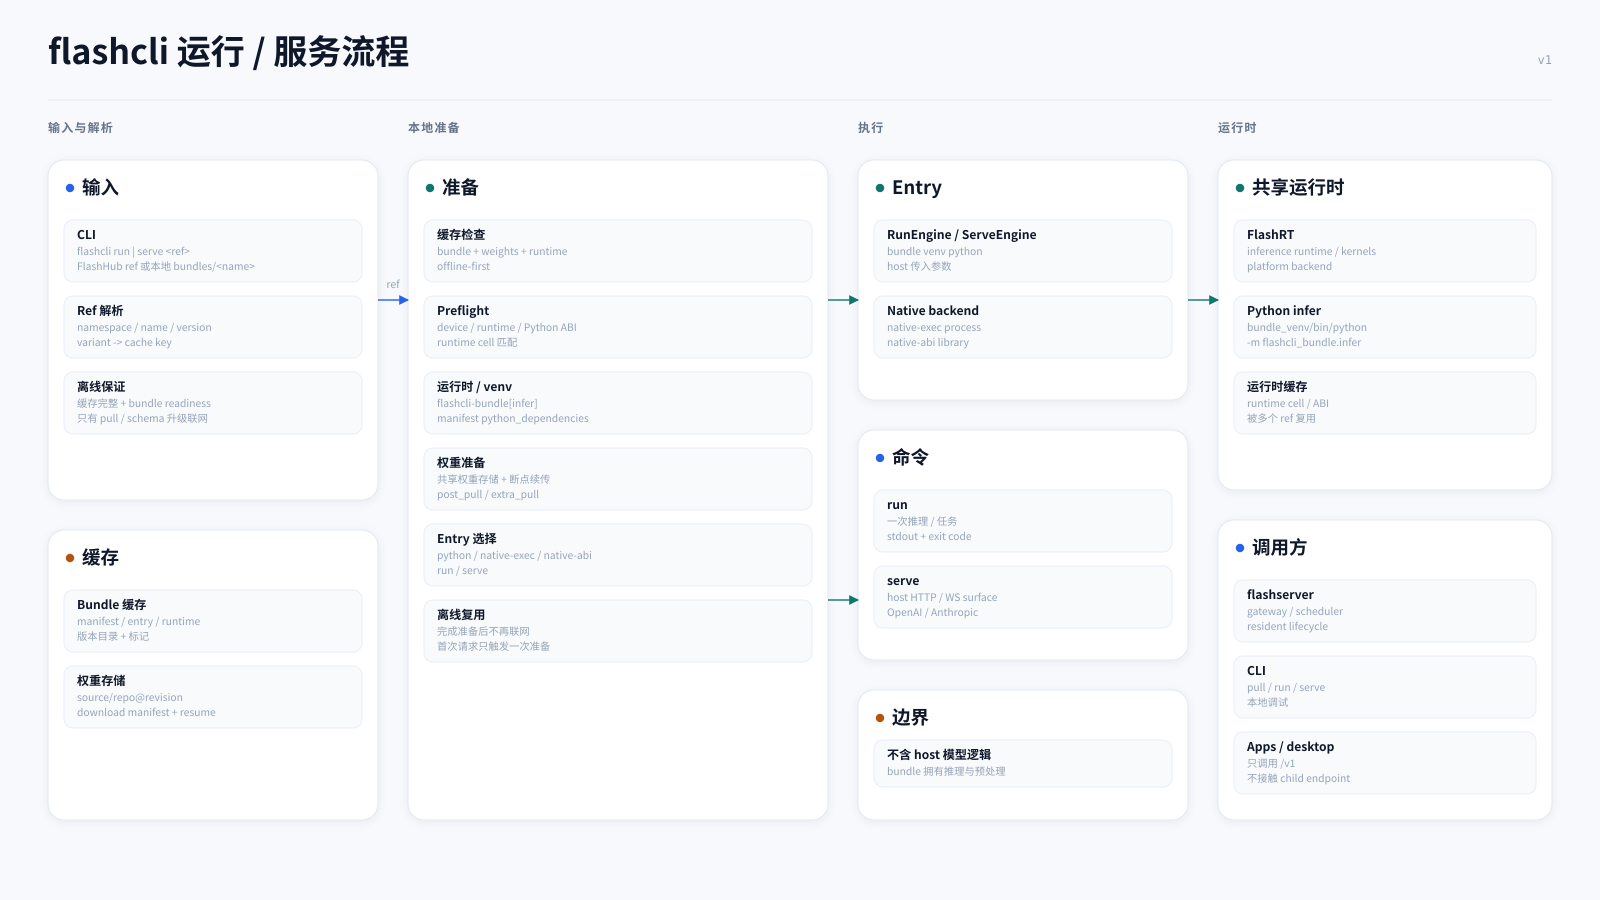 flashcli 运行 / 服务流程
v1
输入与解析
输入
CLI
flashcli run | serve <ref>
FlashHub ref 或本地 bundles/<name>
Ref 解析
namespace / name / version
variant -> cache key
离线保证
缓存完整 + bundle readiness
只有 pull / schema 升级联网
缓存
Bundle 缓存
manifest / entry / runtime
版本目录 + 标记
权重存储
source/repo@revision
download manifest + resume
ref
本地准备
准备
缓存检查
bundle + weights + runtime
offline-first
Preflight
device / runtime / Python ABI
runtime cell 匹配
运行时 / venv
flashcli-bundle[infer]
manifest python_dependencies
权重准备
共享权重存储 + 断点续传
post_pull / extra_pull
Entry 选择
python / native-exec / native-abi
run / serve
离线复用
完成准备后不再联网
首次请求只触发一次准备
执行
Entry
RunEngine / ServeEngine
bundle venv python
host 传入参数
Native backend
native-exec process
native-abi library
命令
run
一次推理 / 任务
stdout + exit code
serve
host HTTP / WS surface
OpenAI / Anthropic
边界
不含 host 模型逻辑
bundle 拥有推理与预处理
运行时
共享运行时
FlashRT
inference runtime / kernels
platform backend
Python infer
bundle_venv/bin/python
-m flashcli_bundle.infer
运行时缓存
runtime cell / ABI
被多个 ref 复用
调用方
flashserver
gateway / scheduler
resident lifecycle
CLI
pull / run / serve
本地调试
Apps / desktop
只调用 /v1
不接触 child endpoint